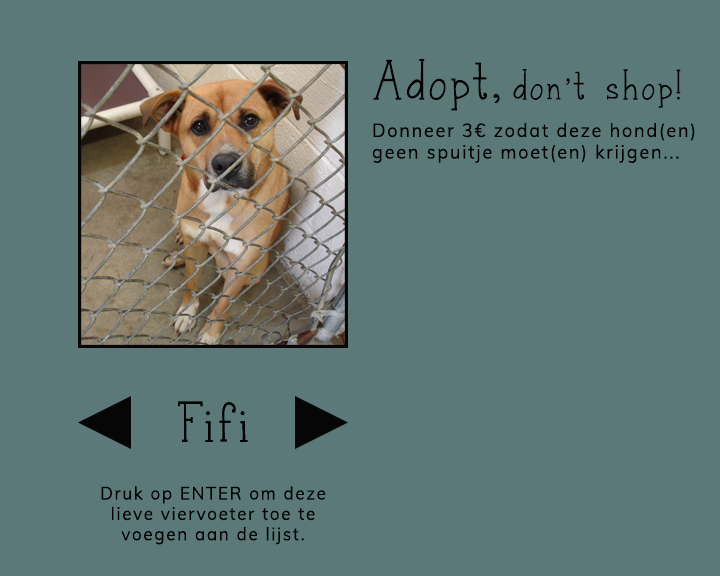 Adopt, don't shop!
Donneer 3€ zodat deze hond(en)
geen spuitje moet(en) krijgen...
Fifi
Druk op ENTER om deze
lieve viervoeter toe te
voegen aan de lijst.